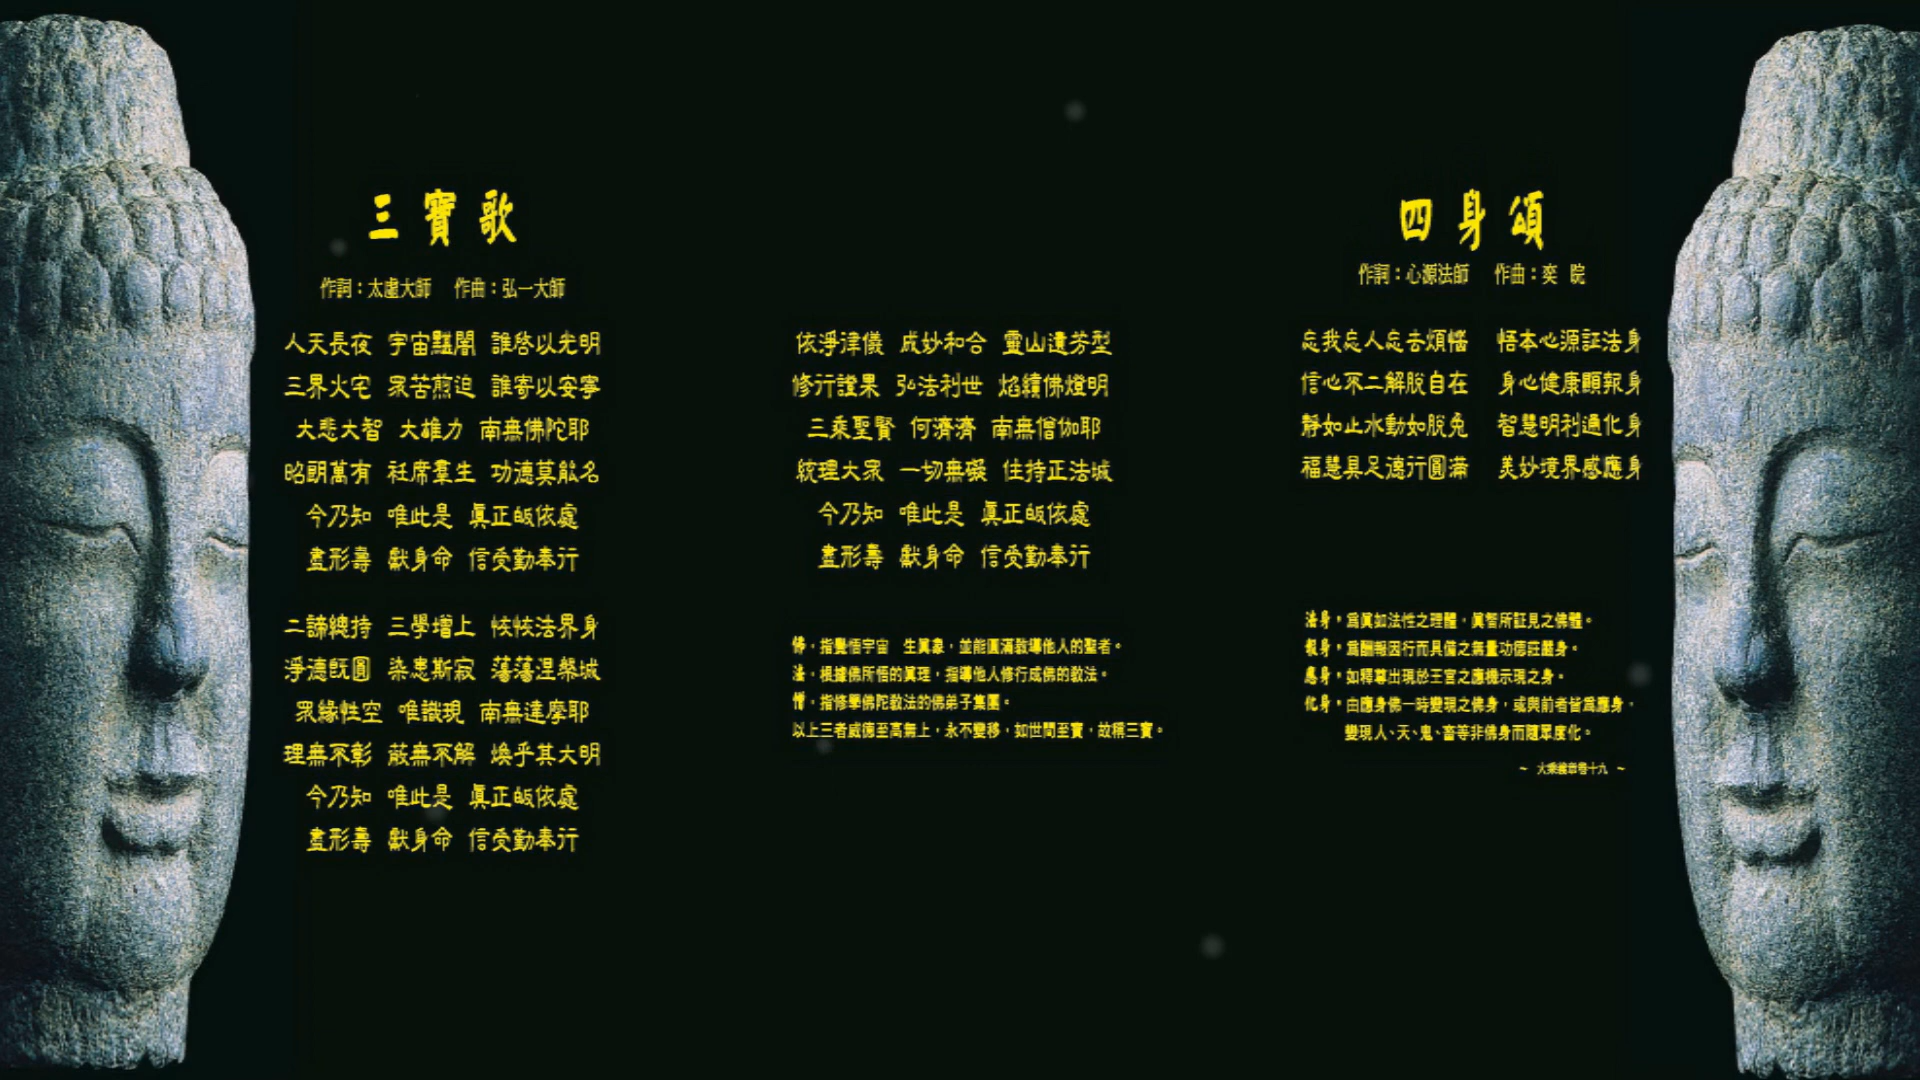 三寶歌
作詞：太虛大師　作曲：弘一大師
人天長夜 宇宙黮闇 誰啓以光明
三界火宅 眾苦煎迫 誰寄以安寧
大悲大智 大雄力 南無佛陀耶
昭朗萬有 衽席羣生 功德莫能名
今乃知 唯此是 眞正皈依處
盡形壽 獻身命 信受勤奉行
二諦總持 三學增上 恢恢法界身
淨德既圓 染患斯寂 蕩蕩涅槃城
眾緣性空 唯識現 南無達摩耶
理無不彰 蔽無不解 煥乎其大明
今乃知 唯此是 眞正皈依處
盡形壽 獻身命 信受勤奉行
依淨律儀 成妙和合 靈山遺芳型
修行證果 弘法利世 焰續佛燈明
三乘聖賢 何濟濟 南無僧伽耶
統理大眾 一切無礙 住持正法城
今乃知 唯此是 眞正皈依處
盡形壽 獻身命 信受勤奉行
佛，指覺悟宇宙　生眞象，並能圓滿敎導他人的聖者。
法，根據佛所悟的眞理，指導他人修行成佛的敎法。
僧，指修學佛陀敎法的佛弟子集團。
以上三者威德至高無上，永不變移，如世間至寶，故稱三寶。
四身頌
作詞：心源法師　作曲：奕 睆
忘我忘人忘去煩惱　悟本心源証法身
信心不二解脫自在　身心健康顯報身
靜如止水動如脫兔　智慧明利通化身
福慧具足德行圓滿　美妙境界感應身
法身，爲眞如法性之理體，眞智所証見之佛體。
報身，爲酬報因行而具備之無量功德莊嚴身。
應身，如釋尊出現於王宮之應機示現之身。
化身，由應身佛一時變現之佛身，或與前者皆爲應身，
變現人、天、鬼、畜等非佛身而隨眾度化。
～ 大乘義章卷十九 ～